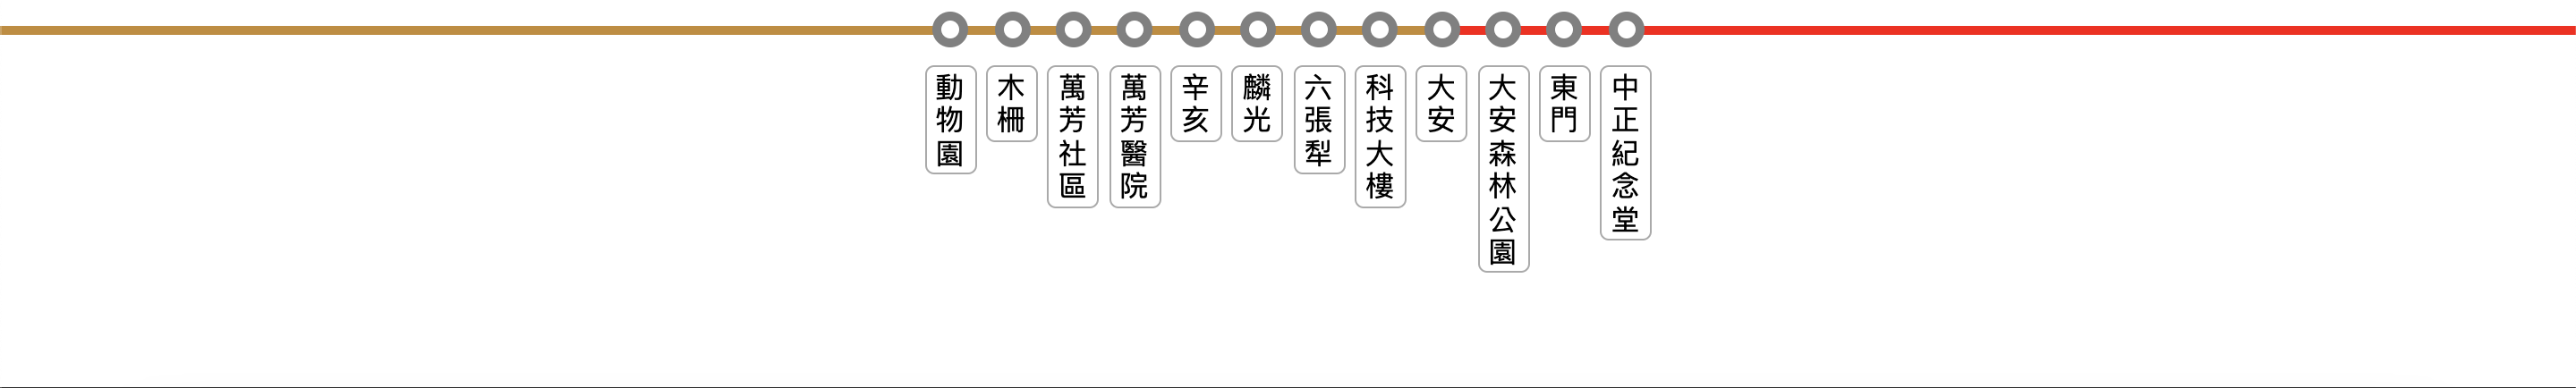 動物園
木柵
萬芳社區
萬芳醫院
辛亥
麟光
六張犁
科技大樓
大安
大安森林公園
東門
中正紀念堂